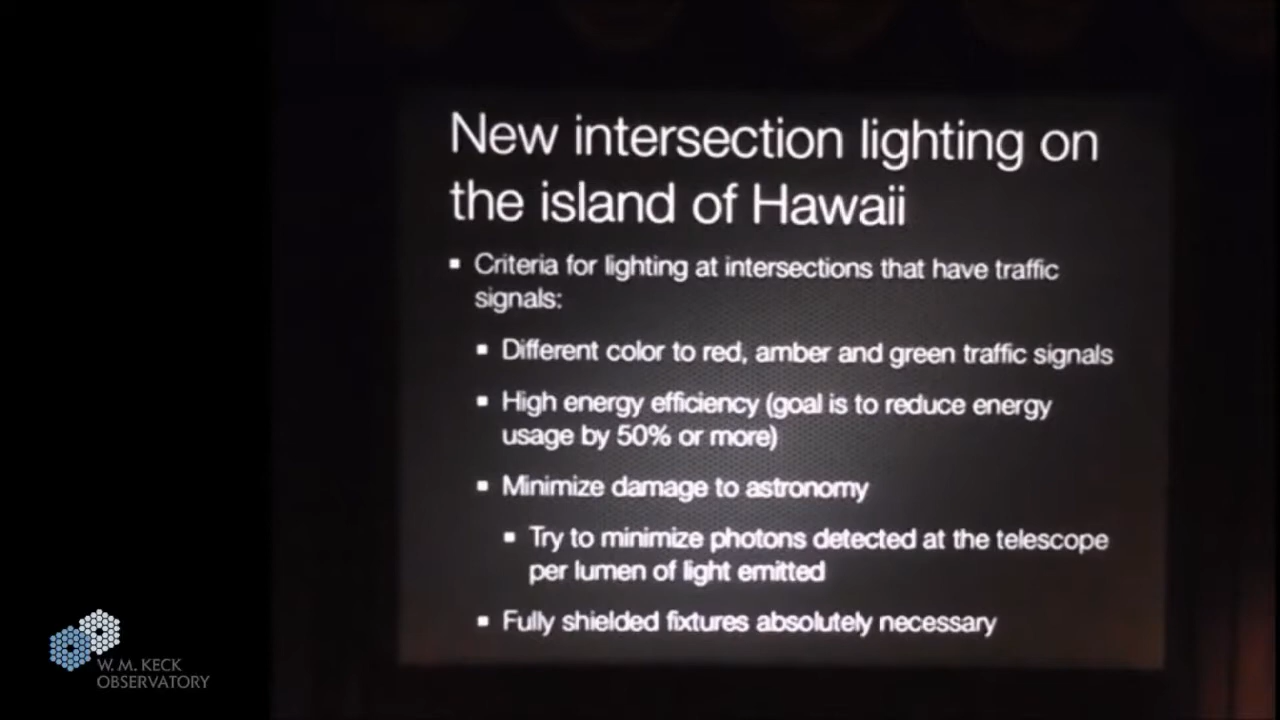 New intersection lighting on
the island of Hawaii
▪ Criteria for lighting at intersections that have traffic
signals:
▪ Different color to red, amber and green traffic signals
▪ High energy efficiency (goal is to reduce energy
usage by 50% or more)
▪ Minimize damage to astronomy
▪ Try to minimize photons detected at the telescope
per lumen of light emitted
▪ Fully shielded fixtures absolutely necessary
W. M. KECK
OBSERVATORY